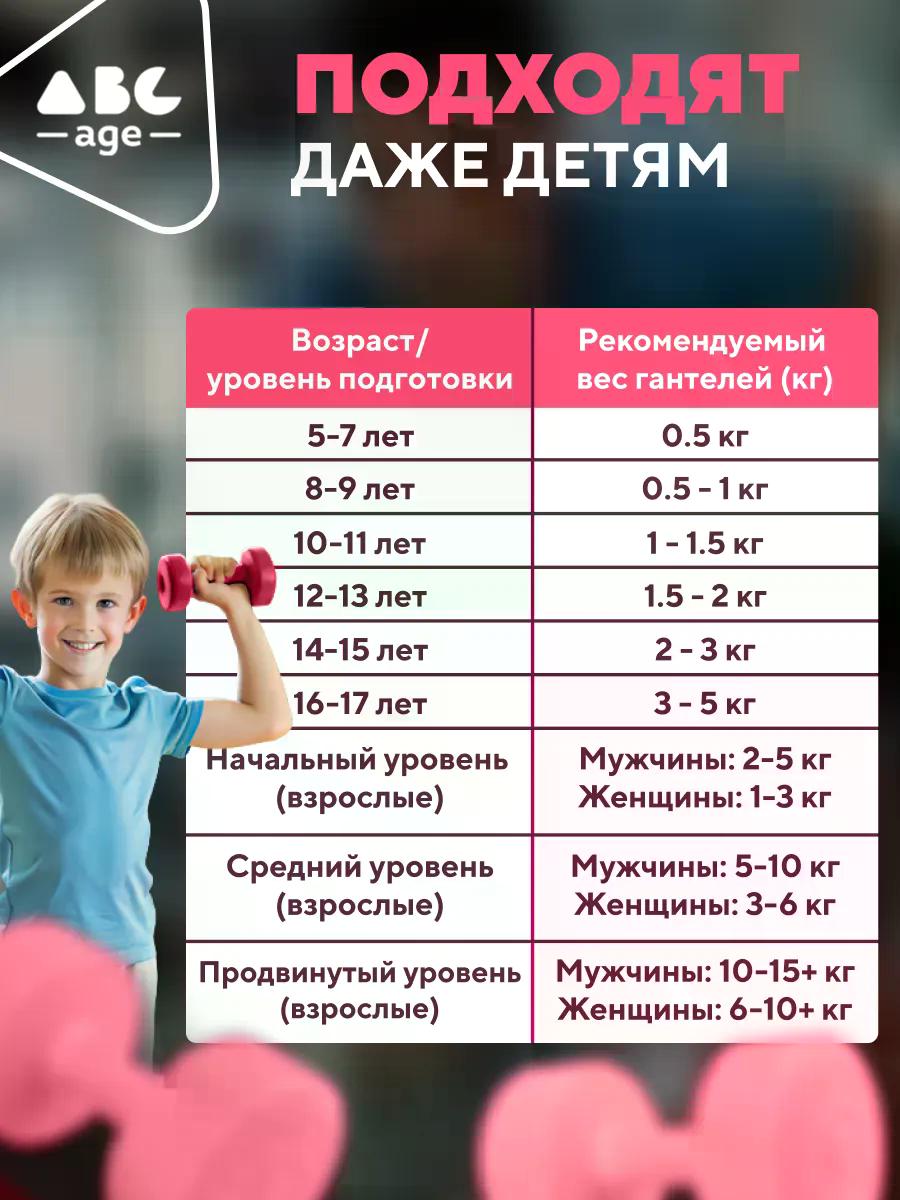 ABC
age
ПОДХОДЯТ
ДАЖЕ ДЕТЯМ
Возраст/
уровень подготовки
Рекомендуемый
вес гантелей (кг)
5-7 лет
0.5 кг
8-9 лет
0.5 - 1 кг
10-11 лет
1 - 1.5 кг
12-13 лет
1.5 - 2 кг
14-15 лет
2 - 3 кг
16-17 лет
3 - 5 кг
Начальный уровень
(взрослые)
Мужчины: 2-5 кг
Женщины: 1-3 кг
Средний уровень
(взрослые)
Мужчины: 5-10 кг
Женщины: 3-6 кг
Продвинутый уровень
(взрослые)
Мужчины: 10-15+ кг
Женщины: 6-10+ кг